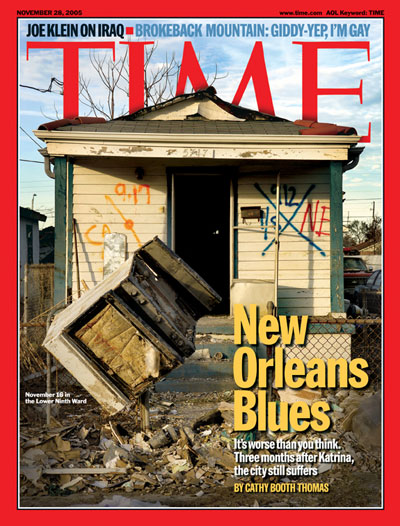 NOVEMBER 28, 2005 www.time.com AOL Keyword: TIME
JOE KLEIN ON IRAQ BROKEBACK MOUNTAIN: GIDDY-YEP, I'M GAY
TIME
9.17
9/12
NE
New
Orleans
Blues
November 16 in
the Lower Ninth Ward
It's worse than you think.
Three months after Katrina,
the city still suffers
BY CATHY BOOTH THOMAS